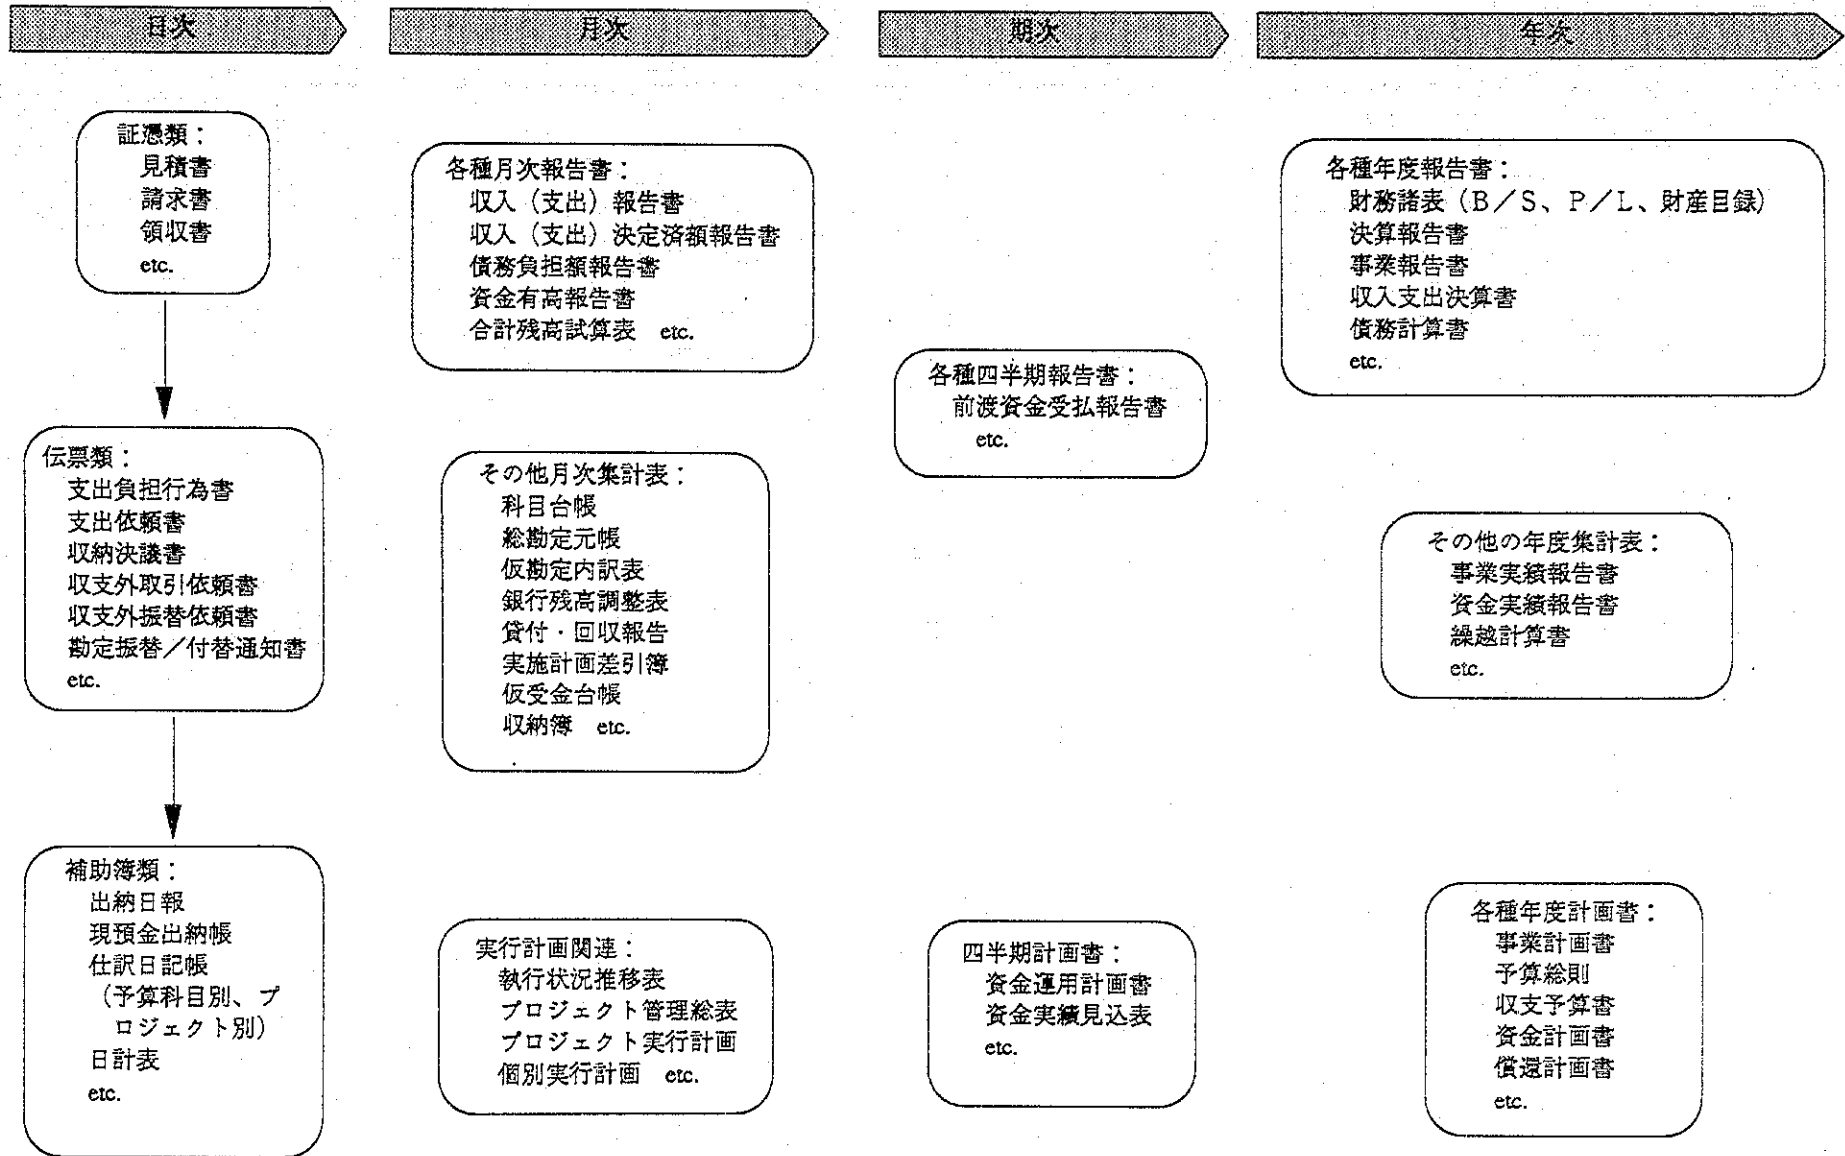 日次
月次
期次
年次
証憑類：
見積書
請求書
領収書
etc.
伝票類：
支出負担行為書
支出依頼書
収納決議書
収支外取引依頼書
収支外振替依頼書
勘定振替／付替通知書
etc.
補助簿類：
出納日報
現預金出納帳
仕訳日記帳
（予算科目別、プ
ロジェクト別）
日計表
etc.
各種月次報告書：
収入（支出）報告書
収入（支出）決定済額報告書
債務負担額報告書
資金有高報告書
合計残高試算表 etc.
その他月次集計表：
科目台帳
総勘定元帳
仮勘定内訳表
銀行残高調整表
貸付・回収報告
実施計画差引簿
仮受金台帳
収納簿 etc.
実行計画関連：
執行状況推移表
プロジェクト管理総表
プロジェクト実行計画
個別実行計画 etc.
各種四半期報告書：
前渡資金受払報告書
etc.
四半期計画書：
資金運用計画書
資金実績見込表
etc.
各種年度報告書：
財務諸表（B／S、P／L、財産目録）
決算報告書
事業報告書
収入支出決算書
債務計算書
etc.
その他の年度集計表：
事業実績報告書
資金実績報告書
繰越計算書
etc.
各種年度計画書：
事業計画書
予算総則
収支予算書
資金計画書
償還計画書
etc.